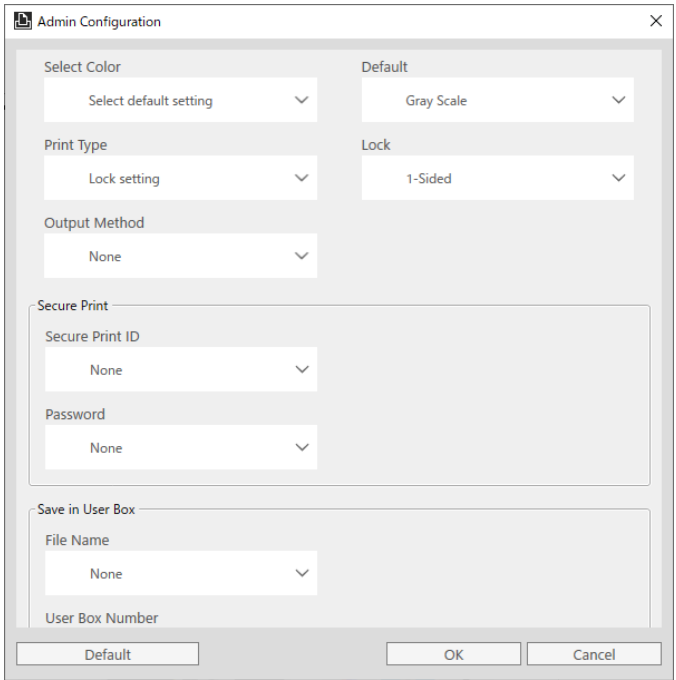 Admin Configuration
Select Color
Default
Select default setting
Gray Scale
Print Type
Lock
Lock setting
1-Sided
Output Method
None
Secure Print
Secure Print ID
None
Password
None
Save in User Box
File Name
None
User Box Number
Default
OK
Cancel